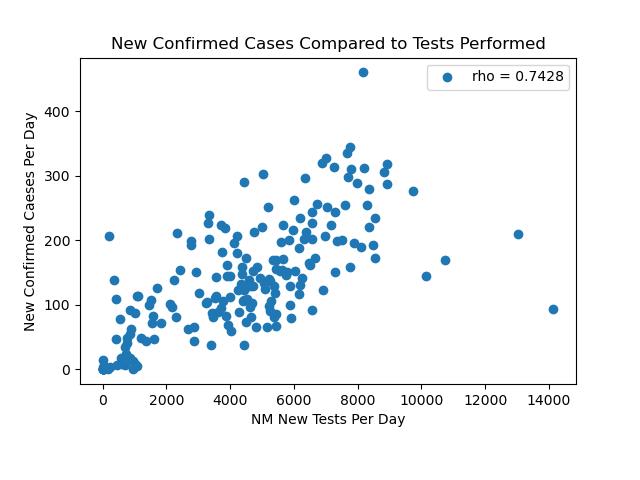 New Confirmed Cases Compared to Tests Performed
rho = 0.7428
400
300
200
100
0
New Confirmed Caeses Per Day
0 2000 4000 6000 8000 10000 12000 14000
NM New Tests Per Day